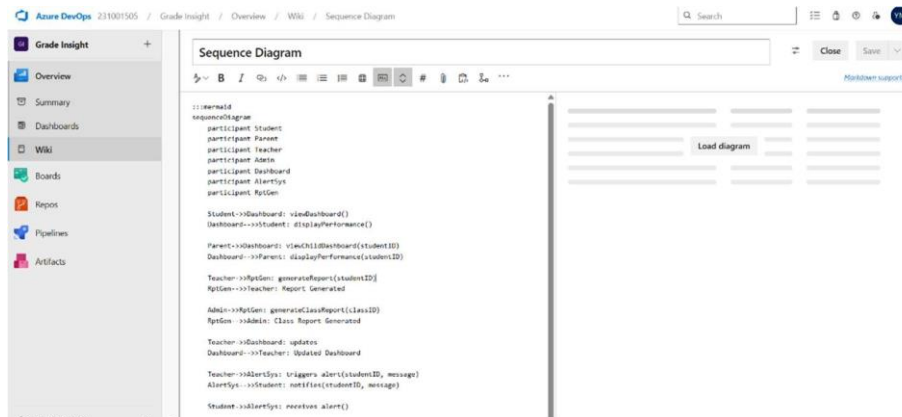 Azure DevOps 231001505 / Grade Insight / Overview / Wiki / Sequence Diagram
Search
YM
GI Grade Insight +
Sequence Diagram
Close Save
Overview
B I </> # ...
Markdown support
Summary
Dashboards
Wiki
Boards
Repos
Pipelines
Artifacts
:::mermaid
sequenceDiagram
participant Student
participant Parent
participant Teacher
participant Admin
participant Dashboard
participant AlertSys
participant RptGen
Student->>Dashboard: viewDashboard()
Dashboard-->>Student: displayPerformance()
Parent->>Dashboard: viewChildDashboard(studentID)
Dashboard-->>Parent: displayPerformance(studentID)
Teacher->>RptGen: generateReport(studentID)
RptGen-->>Teacher: Report Generated
Admin->>RptGen: generateClassReport(classID)
RptGen-->>Admin: Class Report Generated
Teacher->>Dashboard: updates
Dashboard-->>Teacher: Updated Dashboard
Teacher->>AlertSys: triggers alert(studentID, message)
AlertSys-->>Student: notifies(studentID, message)
Student->>AlertSys: receives alert()
Load diagram